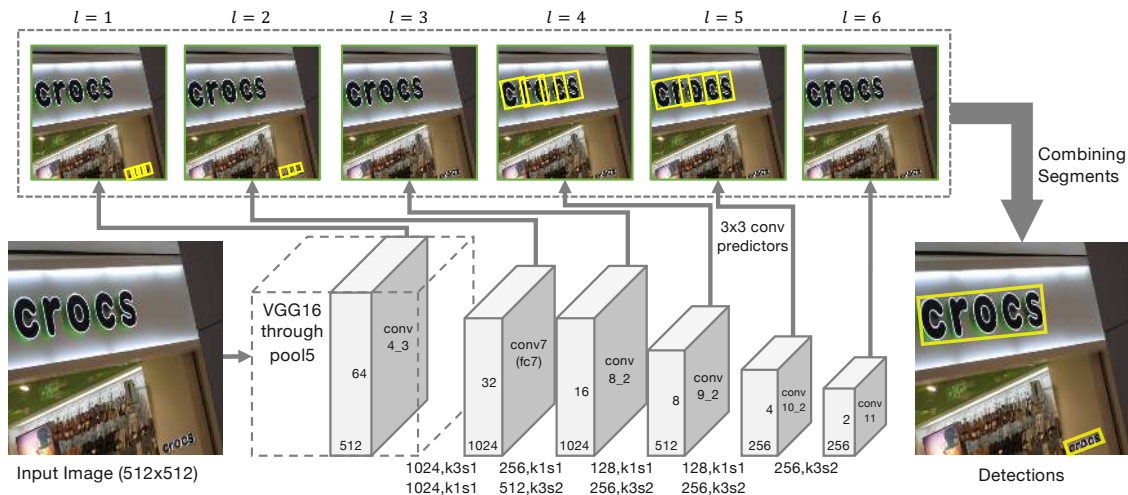 l = 1
l = 2
l = 3
l = 4
l = 5
l = 6
crocs
crocs
crocs
crocs
crocs
crocs
Combining
Segments
3x3 conv
predictors
crocs
crocs
VGG16
through
pool5
conv
4_3
64
512
conv7
(fc7)
32
1024
conv
8_2
16
1024
conv
9_2
8
512
conv
10_2
4
256
conv
11
2
256
crocs
crocs
Input Image (512x512)
1024,k3s1
1024,k1s1
256,k1s1
512,k3s2
128,k1s1
256,k3s2
128,k1s1
256,k3s2
256,k3s2
Detections